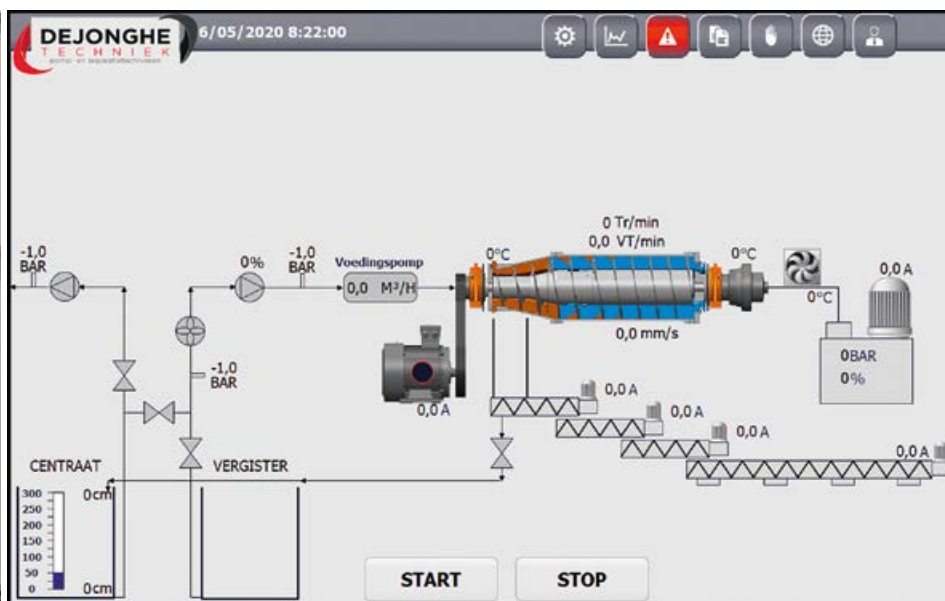 DEJONGHE
TECHNIEK
pomp- en separatietechnieken
6/05/2020 8:22:00
0 Tr/min
0,0 VT/min
-1,0
BAR
0%
-1,0
BAR
Voedingspomp
0,0 M³/H
0°C
0°C
0°C
0,0 A
0,0 mm/s
-1,0
BAR
0,0 A
0BAR
0%
0,0 A
0,0 A
0,0 A
0,0 A
CENTRAAT
VERGISTER
300
250
200
150
100
50
0
0cm
0cm
START
STOP